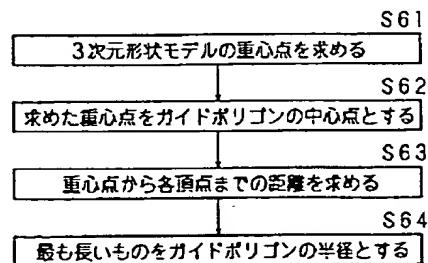 S61
3次元形状モデルの重心点を求める
S62
求めた重心点をガイドポリゴンの中心点とする
S63
重心点から各頂点までの距離を求める
S64
最も長いものをガイドポリゴンの半径とする